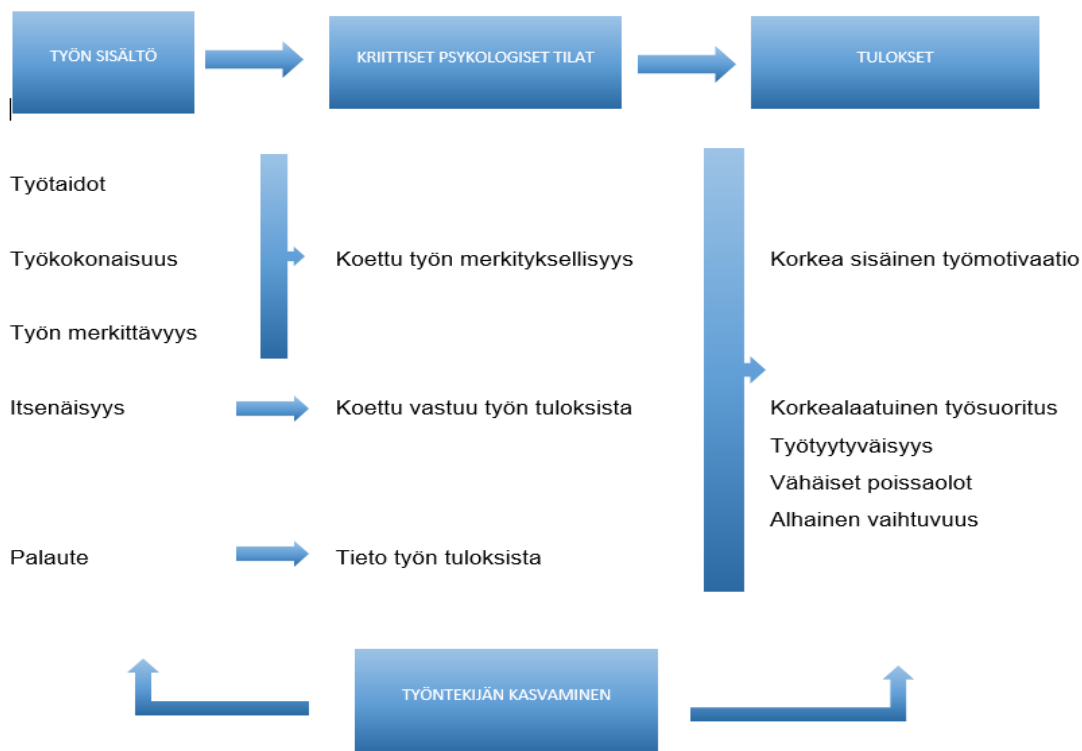 TYÖN SISÄLTÖ
KRIITTISET PSYKOLOGISET TILAT
TULOKSET
Työtaidot
Työkokonaisuus
Koettu työn merkityksellisyys
Korkea sisäinen työmotivaatio
Työn merkittävyys
Itsenäisyys
Koettu vastuu työn tuloksista
Korkealaatuinen työsuoritus
Työtyytyväisyys
Vähäiset poissaolot
Alhainen vaihtuvuus
Palaute
Tieto työn tuloksista
TYÖNTEKIJÄN KASVAMINEN